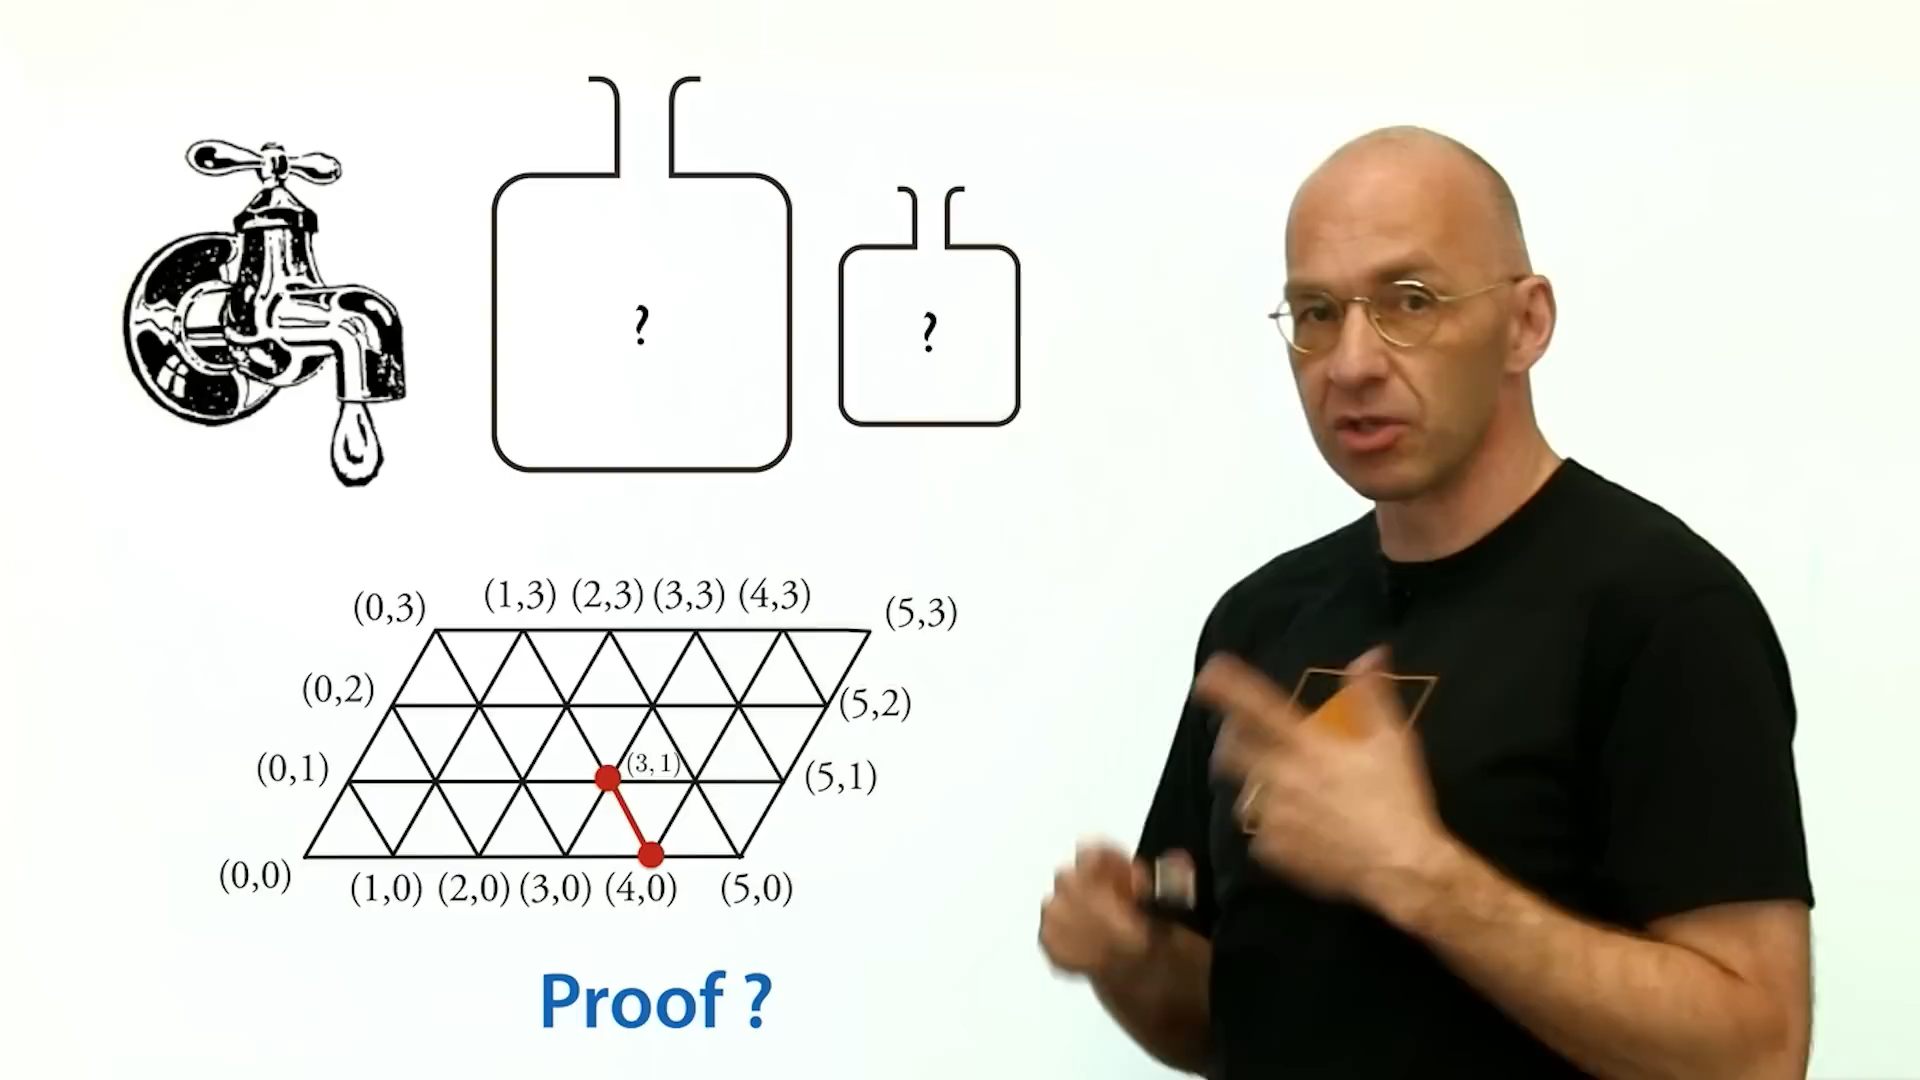 ?
?
(0,3) (1,3) (2,3) (3,3) (4,3) (5,3)
(0,2) (5,2)
(0,1) (3,1) (5,1)
(0,0) (1,0) (2,0) (3,0) (4,0) (5,0)
Proof ?